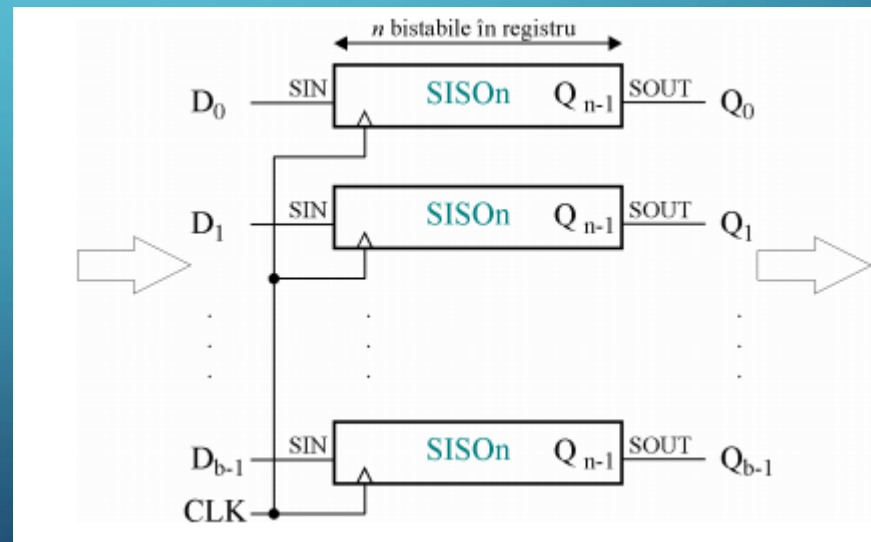 n bistabile în registru
D0 SIN SISOn Q n-1 SOUT Q0
D1 SIN SISOn Q n-1 SOUT Q1
Db-1 SIN SISOn Q n-1 SOUT Qb-1
CLK